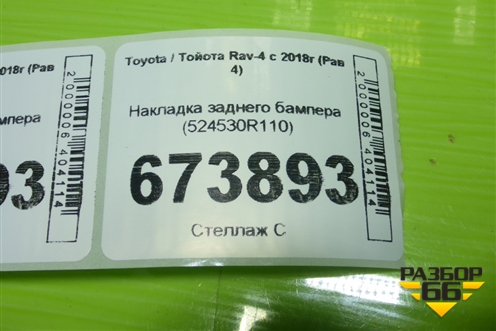 2018г (Рав
мпера
93
2000006404114
Toyota / Тойота Rav-4 с 2018г (Рав
4)
Накладка заднего бампера
(524530R110)
673893
Стеллаж С
2000006404114
РАЗБОР
66